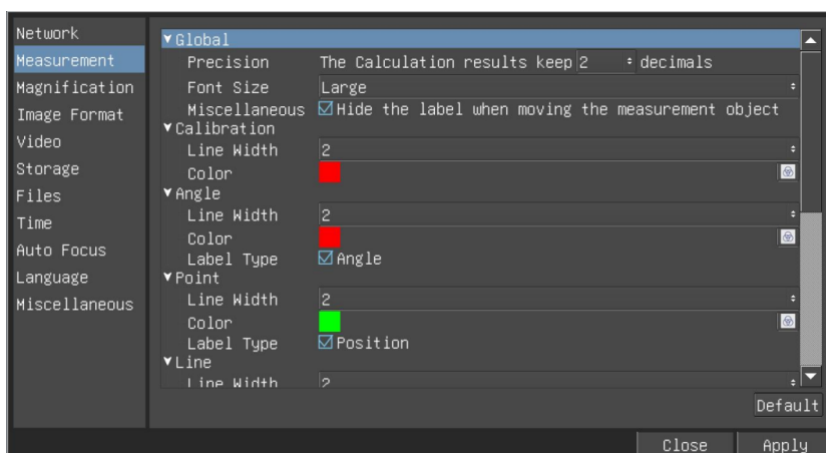 Network
Measurement
Magnification
Image Format
Video
Storage
Files
Time
Auto Focus
Language
Miscellaneous
Global
Precision The Calculation results keep 2 decimals
Font Size Large
Miscellaneous Hide the label when moving the measurement object
Calibration
Line Width 2
Color
Angle
Line Width 2
Color
Label Type Angle
Point
Line Width 2
Color
Label Type Position
Line
Line Width 2
Default
Close Apply